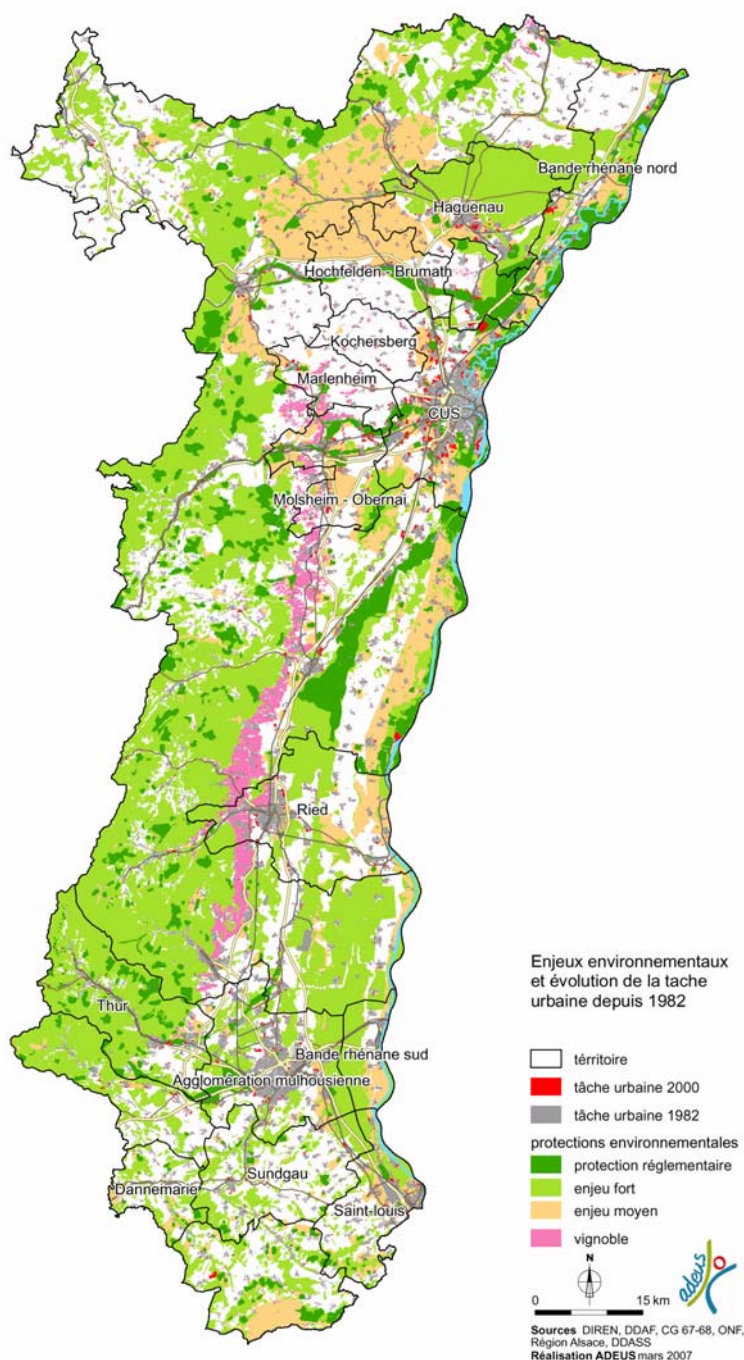 Bande rhénane nord
Haguenau
Hochfelden - Brumath
Kochersberg
Marlenheim
CUS
Molsheim - Obernai
Ried
Thur
Bande rhénane sud
Agglomération mulhousienne
Sundgau
Dannemarie
Saint-louis
Enjeux environnementaux
et évolution de la tache
urbaine depuis 1982
térritoire
tâche urbaine 2000
tâche urbaine 1982
protections environnementales
protection réglementaire
enjeu fort
enjeu moyen
vignoble
N
0 15 km
adeus
Sources DIREN, DDAF, CG 67-68, ONF,
Région Alsace, DDASS
Réalisation ADEUS mars 2007